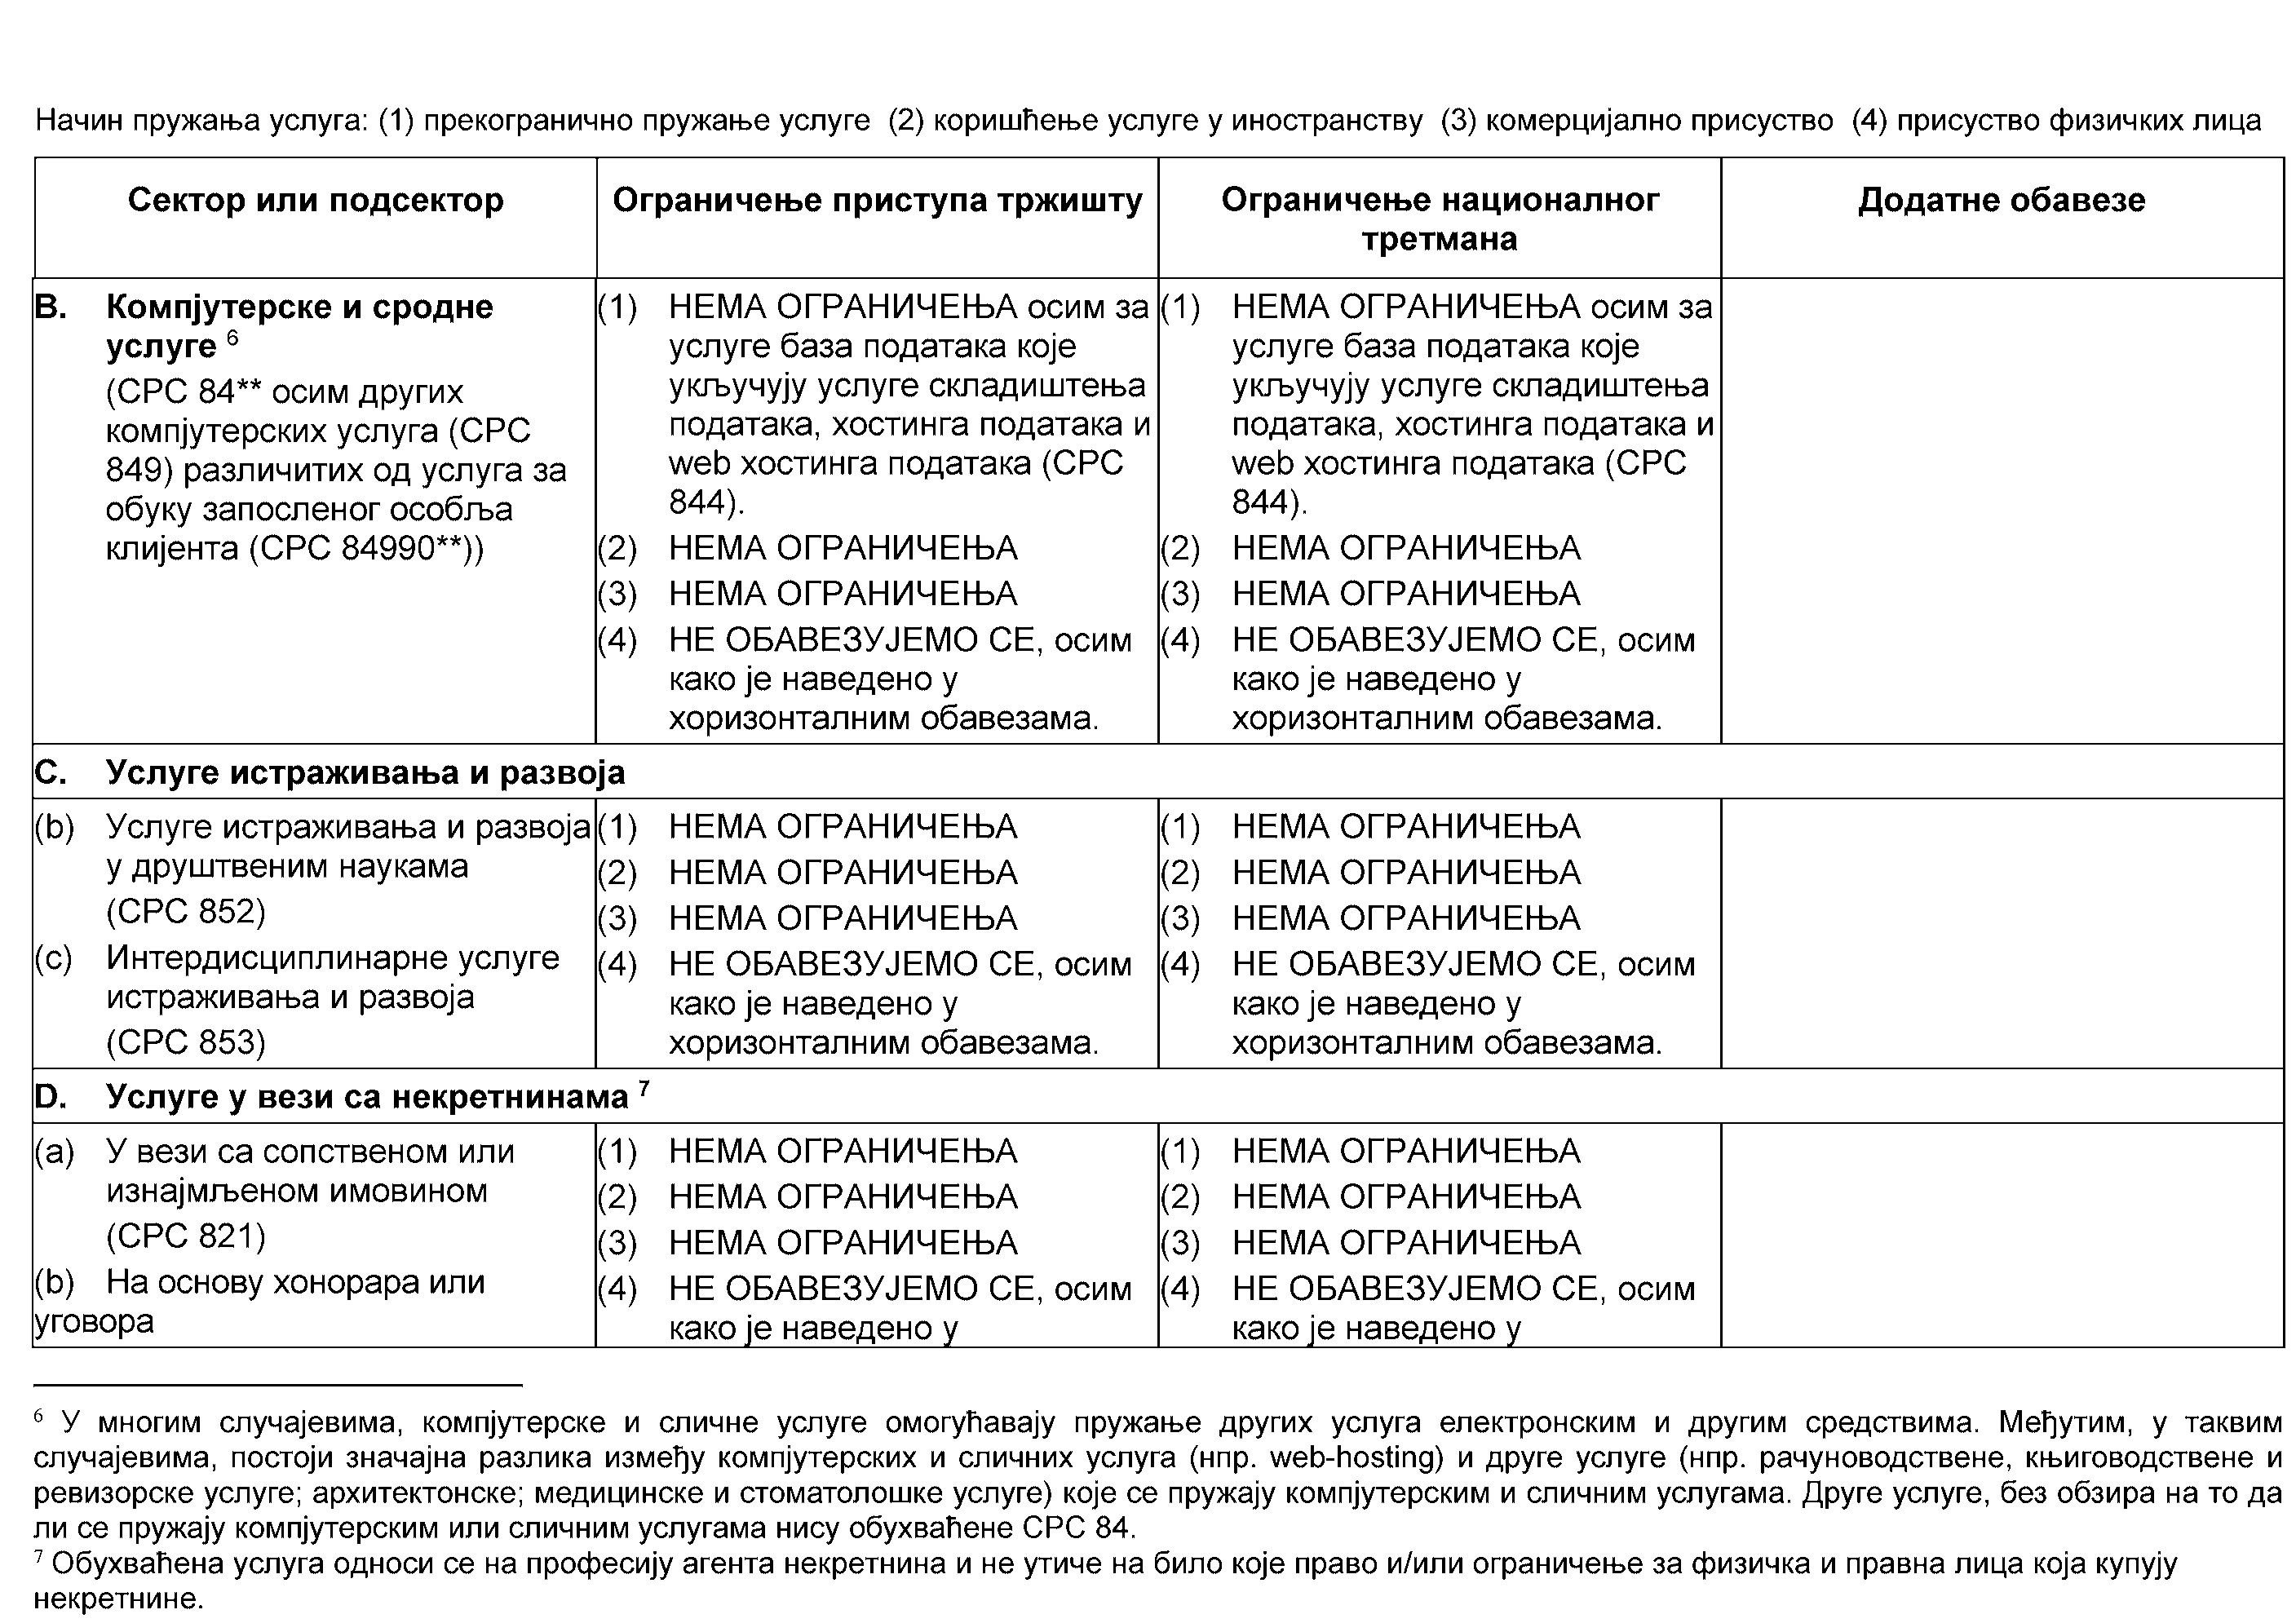 Начин пружања услуга: (1) прекогранично пружање услуге (2) коришћење услуге у иностранству (3) комерцијално присуство (4) присуство физичких лица
Сектор или подсектор
Ограничење приступа тржишту
Ограничење националног
третмана
Додатне обавезе
B. Компјутерске и сродне
услуге 6
(CPC 84** осим других
компјутерских услуга (CPC
849) различитих од услуга за
обуку запосленог особља
клијента (CPC 84990**))
(1) НЕМА ОГРАНИЧЕЊА осим за
услуге база података које
укључују услуге складиштења
података, хостинга података и
web хостинга података (CPC
844).
(2) НЕМА ОГРАНИЧЕЊА
(3) НЕМА ОГРАНИЧЕЊА
(4) НЕ ОБАВЕЗУЈЕМО СЕ, осим
како је наведено у
хоризонталним обавезама.
(1) НЕМА ОГРАНИЧЕЊА осим за
услуге база података које
укључују услуге складиштења
података, хостинга података и
web хостинга података (CPC
844).
(2) НЕМА ОГРАНИЧЕЊА
(3) НЕМА ОГРАНИЧЕЊА
(4) НЕ ОБАВЕЗУЈЕМО СЕ, осим
како је наведено у
хоризонталним обавезама.
C. Услуге истраживања и развоја
(b) Услуге истраживања и развоја
у друштвеним наукама
(CPC 852)
(c) Интердисциплинарне услуге
истраживања и развоја
(CPC 853)
(1) НЕМА ОГРАНИЧЕЊА
(2) НЕМА ОГРАНИЧЕЊА
(3) НЕМА ОГРАНИЧЕЊА
(4) НЕ ОБАВЕЗУЈЕМО СЕ, осим
како је наведено у
хоризонталним обавезама.
(1) НЕМА ОГРАНИЧЕЊА
(2) НЕМА ОГРАНИЧЕЊА
(3) НЕМА ОГРАНИЧЕЊА
(4) НЕ ОБАВЕЗУЈЕМО СЕ, осим
како је наведено у
хоризонталним обавезама.
D. Услуге у вези са некретнинама 7
(a) У вези са сопственом или
изнајмљеном имовином
(CPC 821)
(b) На основу хонорара или
уговора
(1) НЕМА ОГРАНИЧЕЊА
(2) НЕМА ОГРАНИЧЕЊА
(3) НЕМА ОГРАНИЧЕЊА
(4) НЕ ОБАВЕЗУЈЕМО СЕ, осим
како је наведено у
(1) НЕМА ОГРАНИЧЕЊА
(2) НЕМА ОГРАНИЧЕЊА
(3) НЕМА ОГРАНИЧЕЊА
(4) НЕ ОБАВЕЗУЈЕМО СЕ, осим
како је наведено у
6 У многим случајевима, компјутерске и сличне услуге омогућавају пружање других услуга електронским и другим средствима. Међутим, у таквим
случајевима, постоји значајна разлика између компјутерских и сличних услуга (нпр. web-hosting) и друге услуге (нпр. рачуноводствене, књиговодствене и
ревизорске услуге; архитектонске; медицинске и стоматолошке услуге) које се пружају компјутерским и сличним услугама. Друге услуге, без обзира на то да
ли се пружају компјутерским или сличним услугама нису обухваћене CPC 84.
7 Обухваћена услуга односи се на професију агента некретнина и не утиче на било које право и/или ограничење за физичка и правна лица која купују
некретнине.